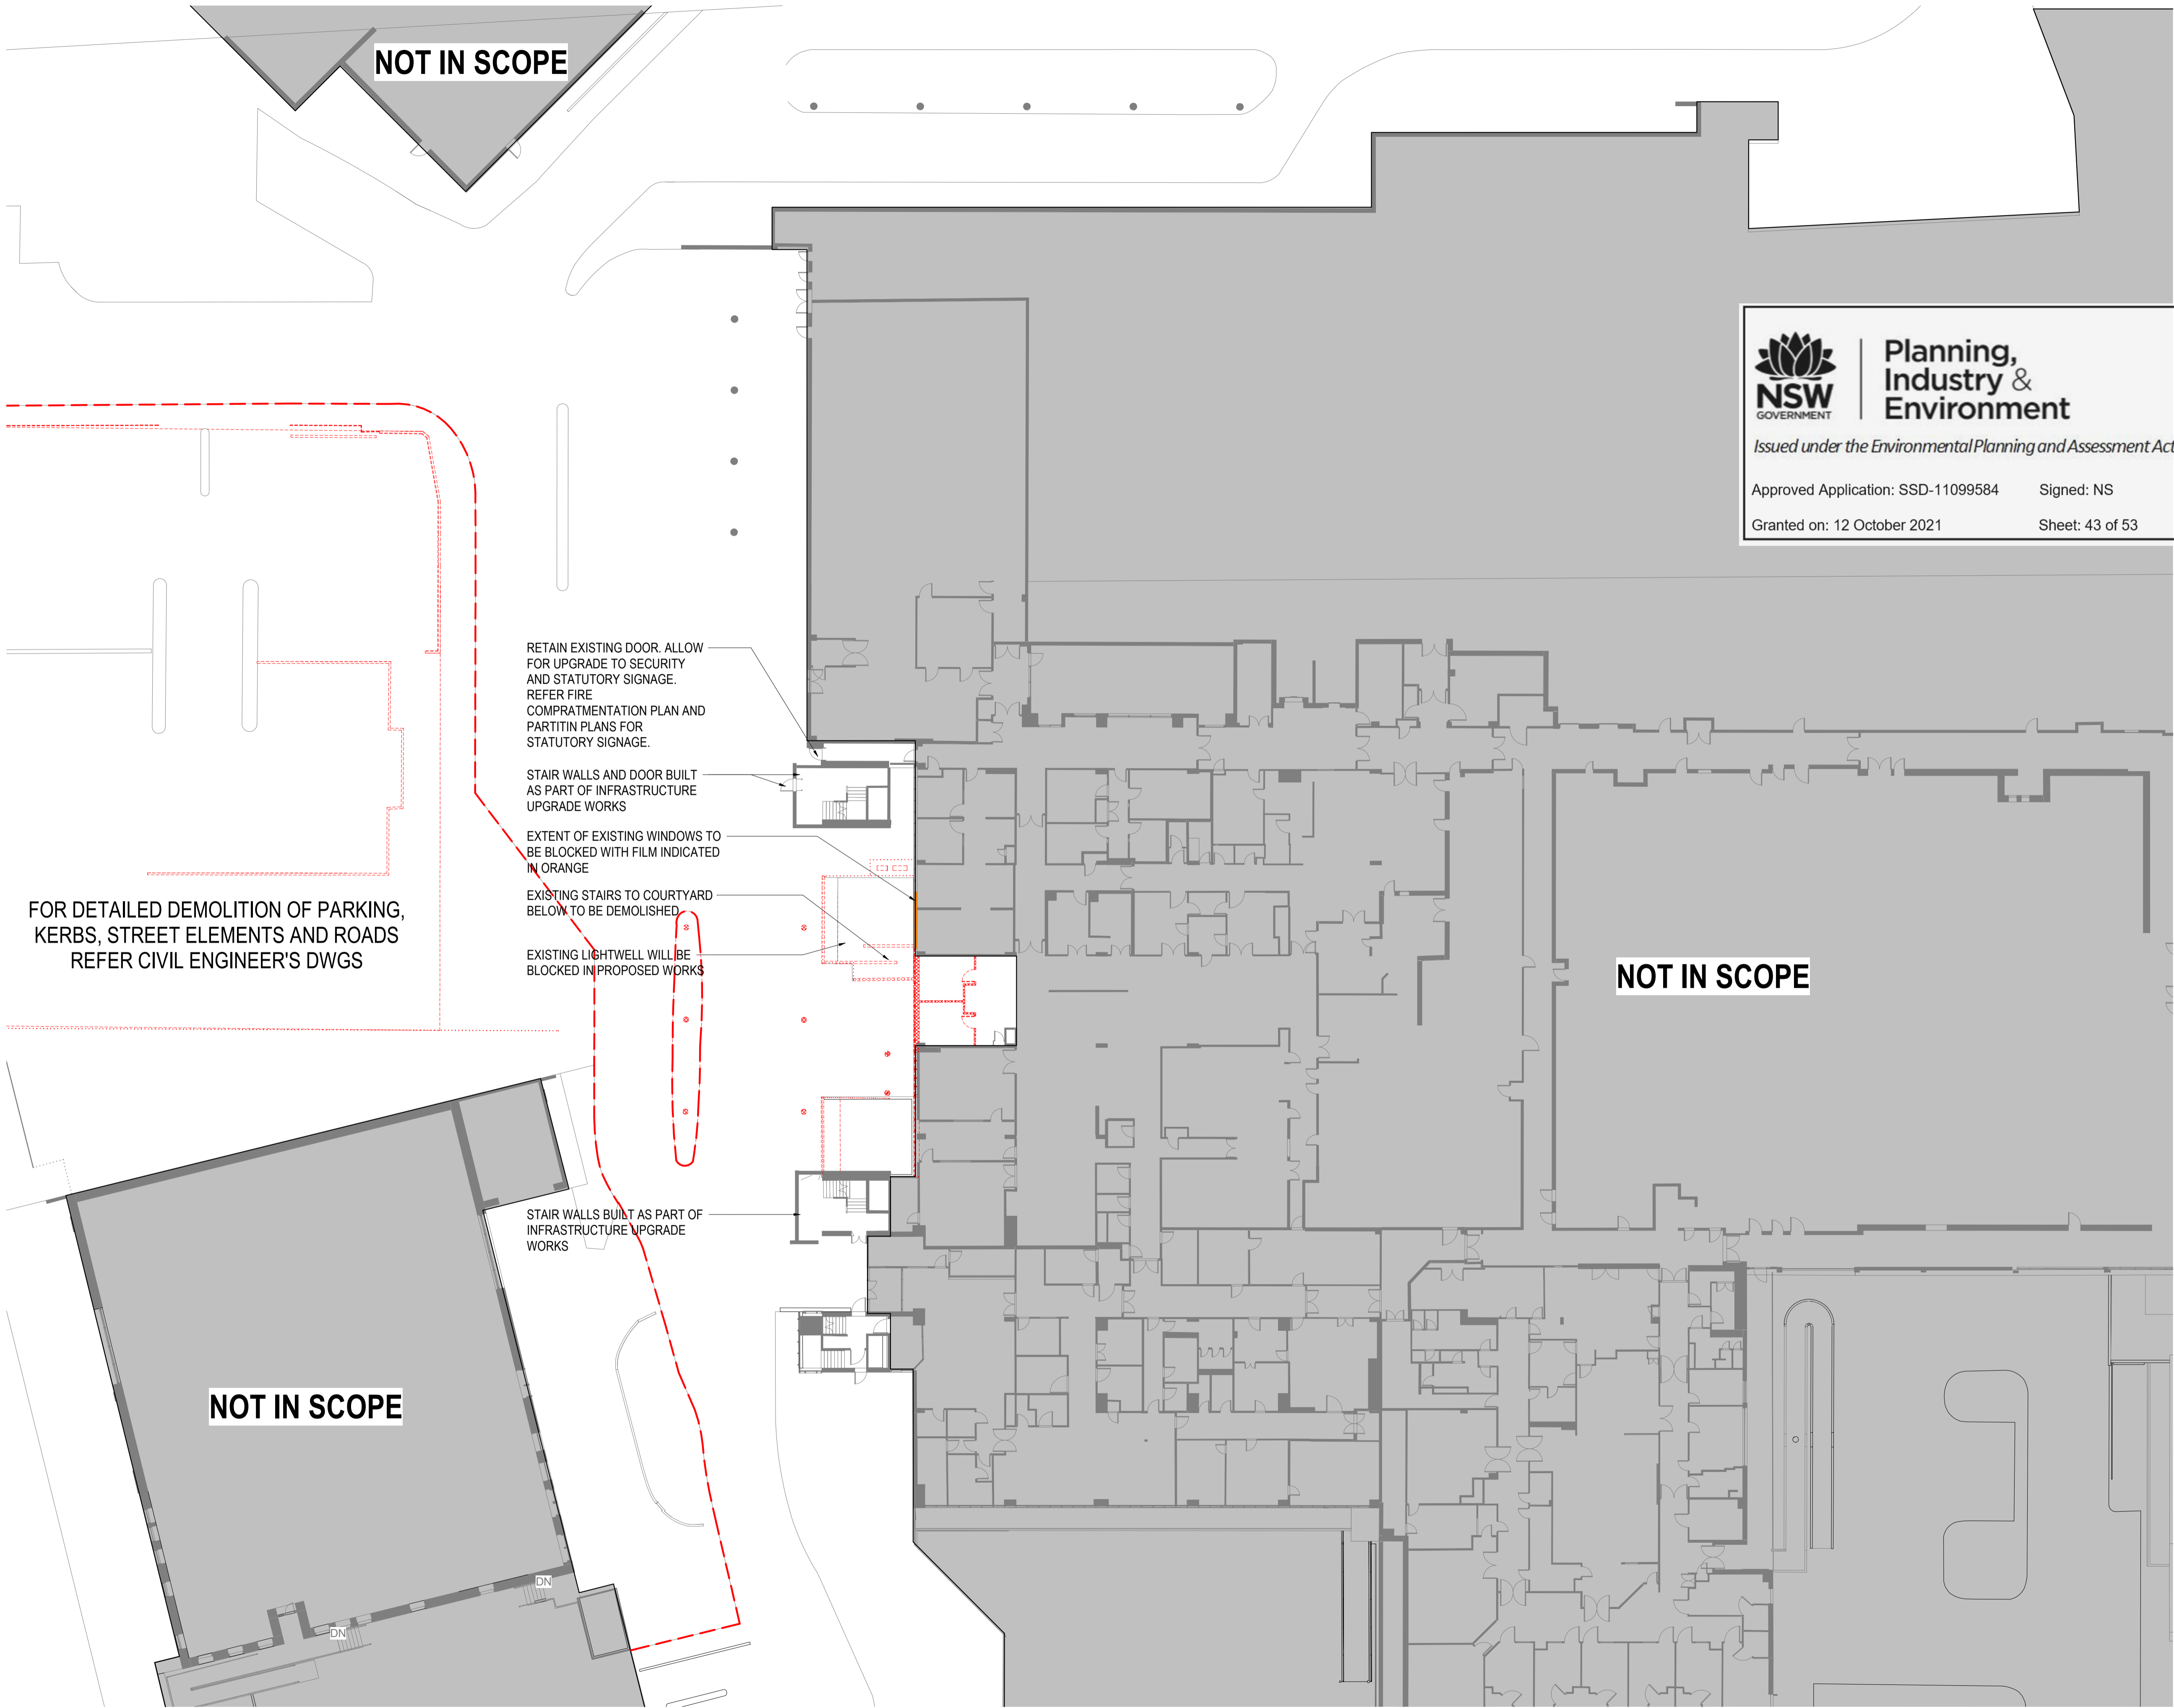 NOT IN SCOPE
NSW
GOVERNMENT
Planning,
Industry &
Environment
Issued under the Environmental Planning and Assessment Act
Approved Application: SSD-11099584 Signed: NS
Granted on: 12 October 2021 Sheet: 43 of 53
RETAIN EXISTING DOOR. ALLOW
FOR UPGRADE TO SECURITY
AND STATUTORY SIGNAGE.
REFER FIRE
COMPRATMENTATION PLAN AND
PARTITIN PLANS FOR
STATUTORY SIGNAGE.
STAIR WALLS AND DOOR BUILT
AS PART OF INFRASTRUCTURE
UPGRADE WORKS
EXTENT OF EXISTING WINDOWS TO
BE BLOCKED WITH FILM INDICATED
IN ORANGE
EXISTING STAIRS TO COURTYARD
BELOW TO BE DEMOLISHED
EXISTING LIGHTWELL WILL BE
BLOCKED IN PROPOSED WORKS
FOR DETAILED DEMOLITION OF PARKING,
KERBS, STREET ELEMENTS AND ROADS
REFER CIVIL ENGINEER'S DWGS
NOT IN SCOPE
STAIR WALLS BUILT AS PART OF
INFRASTRUCTURE UPGRADE
WORKS
NOT IN SCOPE
DN
DN